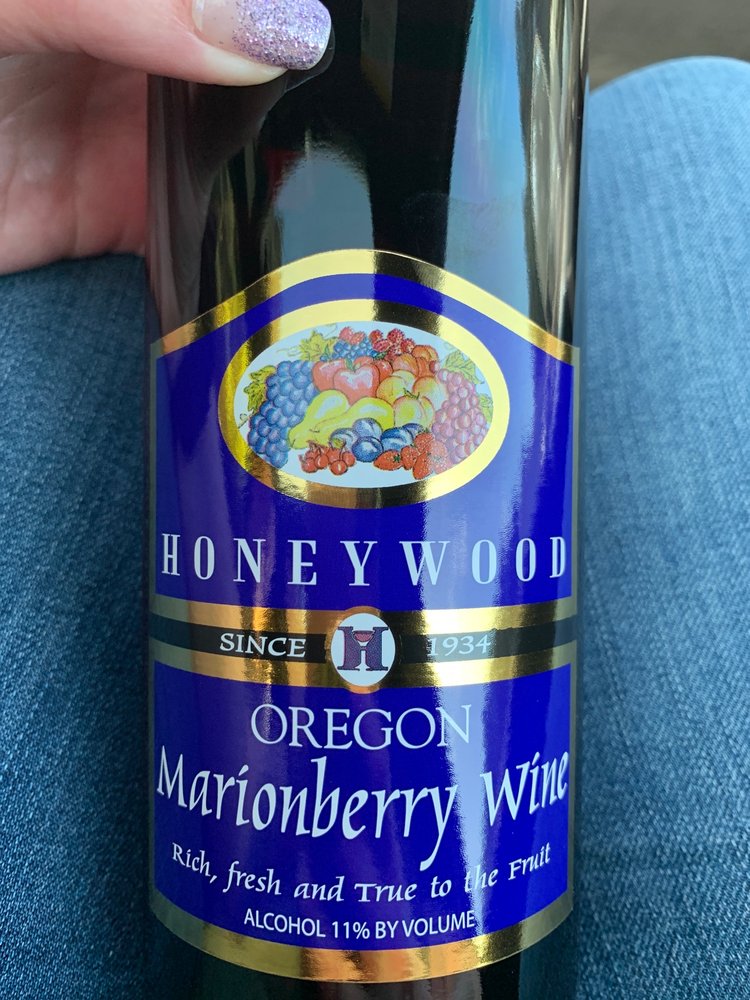 HONEYWOOD
SINCE H 1934
OREGON
Marionberry Wine
Rich, fresh and True to the Fruit
ALCOHOL 11% BY VOLUME